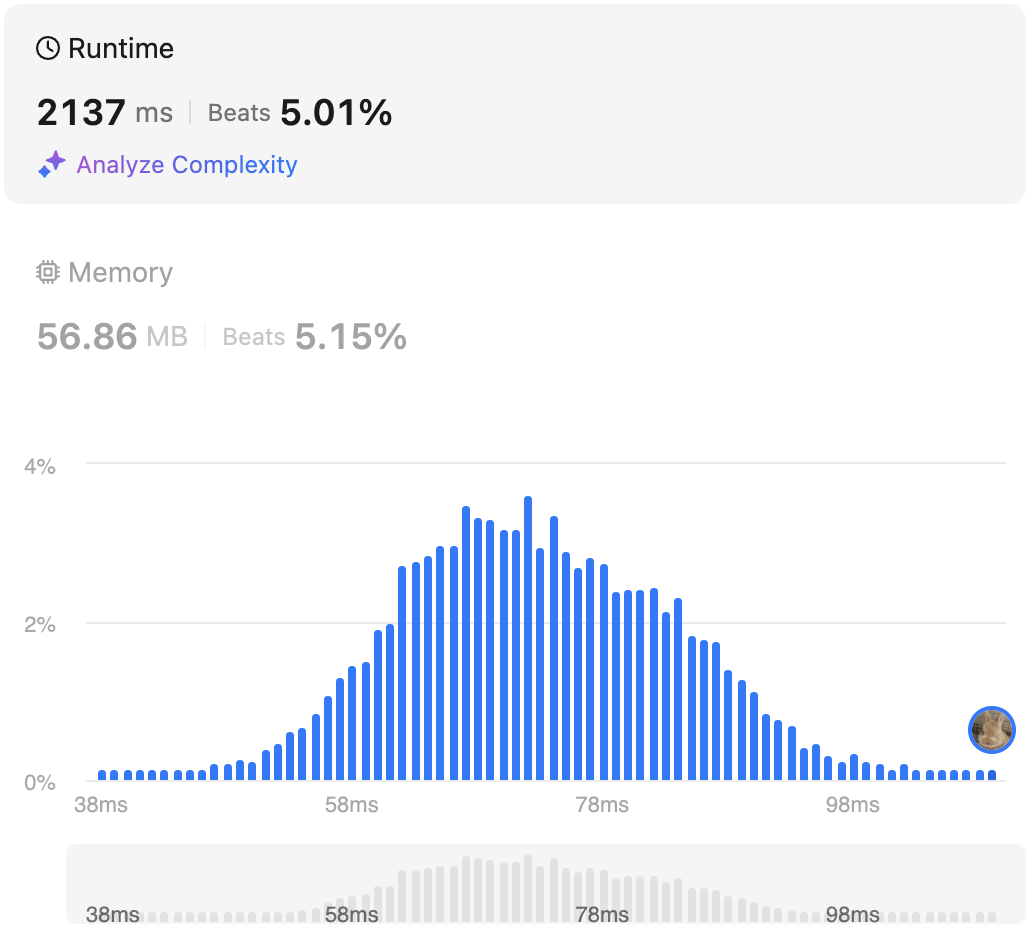 Runtime
2137 ms | Beats 5.01%
Analyze Complexity
Memory
56.86 MB | Beats 5.15%
4%
2%
0%
38ms 58ms 78ms 98ms
38ms 58ms 78ms 98ms